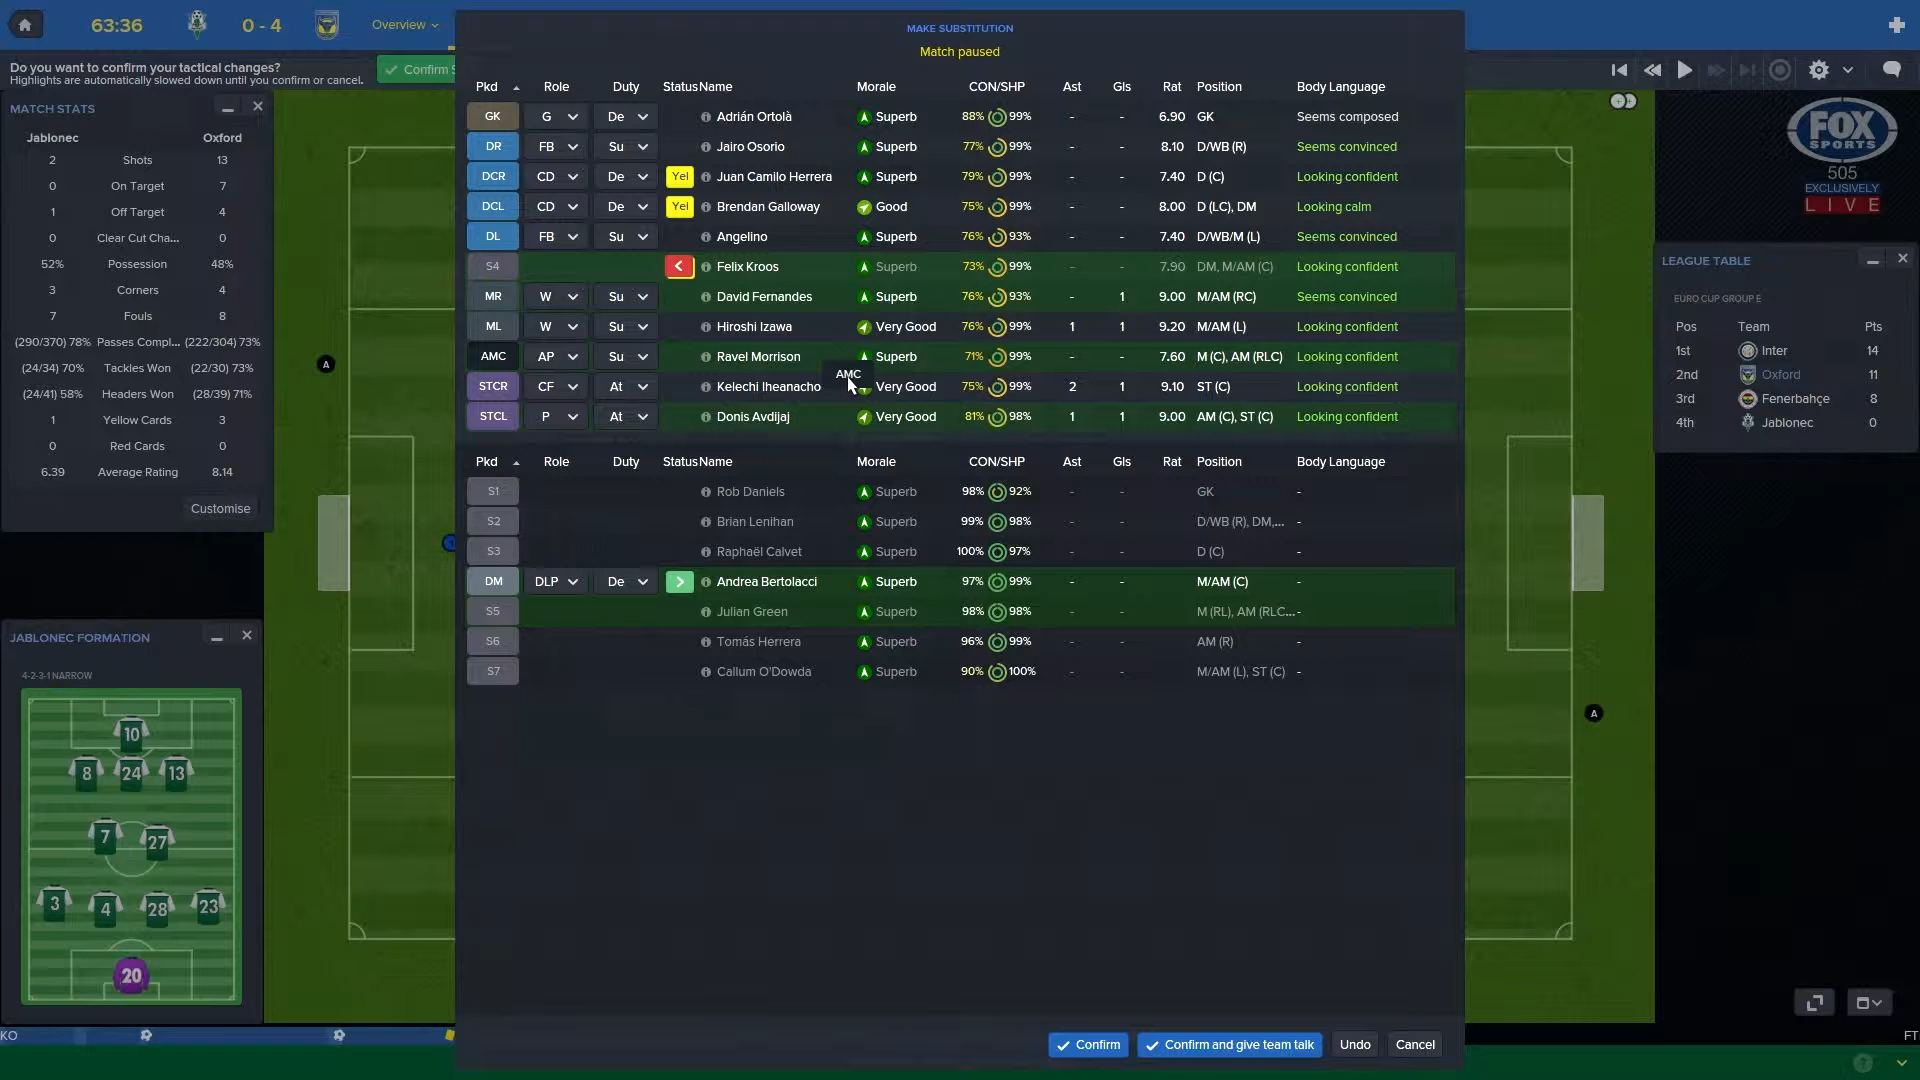 63:36 0 - 4 Overview
Do you want to confirm your tactical changes?
Highlights are automatically slowed down until you confirm or cancel.
Confirm S
MATCH STATS
Jablonec Oxford
2 Shots 13
0 On Target 7
1 Off Target 4
0 Clear Cut Cha... 0
52% Possession 48%
3 Corners 4
7 Fouls 8
(290/370) 78% Passes Compl... (222/304) 73%
(24/34) 70% Tackles Won (22/30) 73%
(24/41) 58% Headers Won (28/39) 71%
1 Yellow Cards 3
0 Red Cards 0
6.39 Average Rating 8.14
Customise
JABLONEC FORMATION
4-2-3-1 NARROW
10
8 24 13
7 27
3 4 28 23
20
KO
A
MAKE SUBSTITUTION
Match paused
Pkd Role Duty Status Name Morale CON/SHP Ast Gls Rat Position Body Language
GK G De Adrián Ortolà Superb 88% 99% - - 6.90 GK Seems composed
DR FB Su Jairo Osorio Superb 77% 99% - - 8.10 D/WB (R) Seems convinced
DCR CD De Yel Juan Camilo Herrera Superb 79% 99% - - 7.40 D (C) Looking confident
DCL CD De Yel Brendan Galloway Good 75% 99% - - 8.00 D (LC), DM Looking calm
DL FB Su Angelino Superb 76% 93% - - 7.40 D/WB/M (L) Seems convinced
S4 Felix Kroos Superb 73% 99% - - 7.90 DM, M/AM (C) Looking confident
MR W Su David Fernandes Superb 76% 93% - 1 9.00 M/AM (RC) Seems convinced
ML W Su Hiroshi Izawa Very Good 76% 99% 1 1 9.20 M/AM (L) Looking confident
AMC AP Su Ravel Morrison Superb 71% 99% - - 7.60 M (C), AM (RLC) Looking confident
AMC
STCR CF At Kelechi Iheanacho Very Good 75% 99% 2 1 9.10 ST (C) Looking confident
STCL P At Donis Avdijaj Very Good 81% 98% 1 1 9.00 AM (C), ST (C) Looking confident
Pkd Role Duty Status Name Morale CON/SHP Ast Gls Rat Position Body Language
S1 Rob Daniels Superb 98% 92% - - GK -
S2 Brian Lenihan Superb 99% 98% - - D/WB (R), DM,... -
S3 Raphaël Calvet Superb 100% 97% - - D (C) -
DM DLP De Andrea Bertolacci Superb 97% 99% - - M/AM (C) -
S5 Julian Green Superb 98% 98% - - M (RL), AM (RLC... -
S6 Tomás Herrera Superb 96% 99% - - AM (R) -
S7 Callum O'Dowda Superb 90% 100% - - M/AM (L), ST (C) -
Confirm Confirm and give team talk Undo Cancel
FOX
SPORTS
505
EXCLUSIVELY
LIVE
LEAGUE TABLE
EURO CUP GROUP E
Pos Team Pts
1st Inter 14
2nd Oxford 11
3rd Fenerbahçe 8
4th Jablonec 0
A
FT